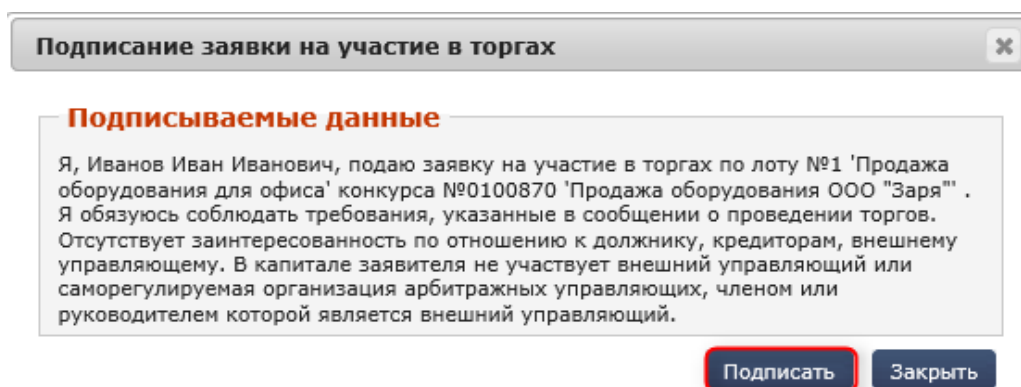 Подписание заявки на участие в торгах
Подписываемые данные
Я, Иванов Иван Иванович, подаю заявку на участие в торгах по лоту №1 'Продажа
оборудования для офиса' конкурса №0100870 'Продажа оборудования ООО "Заря"' .
Я обязуюсь соблюдать требования, указанные в сообщении о проведении торгов.
Отсутствует заинтересованность по отношению к должнику, кредиторам, внешнему
управляющему. В капитале заявителя не участвует внешний управляющий или
саморегулируемая организация арбитражных управляющих, членом или
руководителем которой является внешний управляющий.
Подписать Закрыть